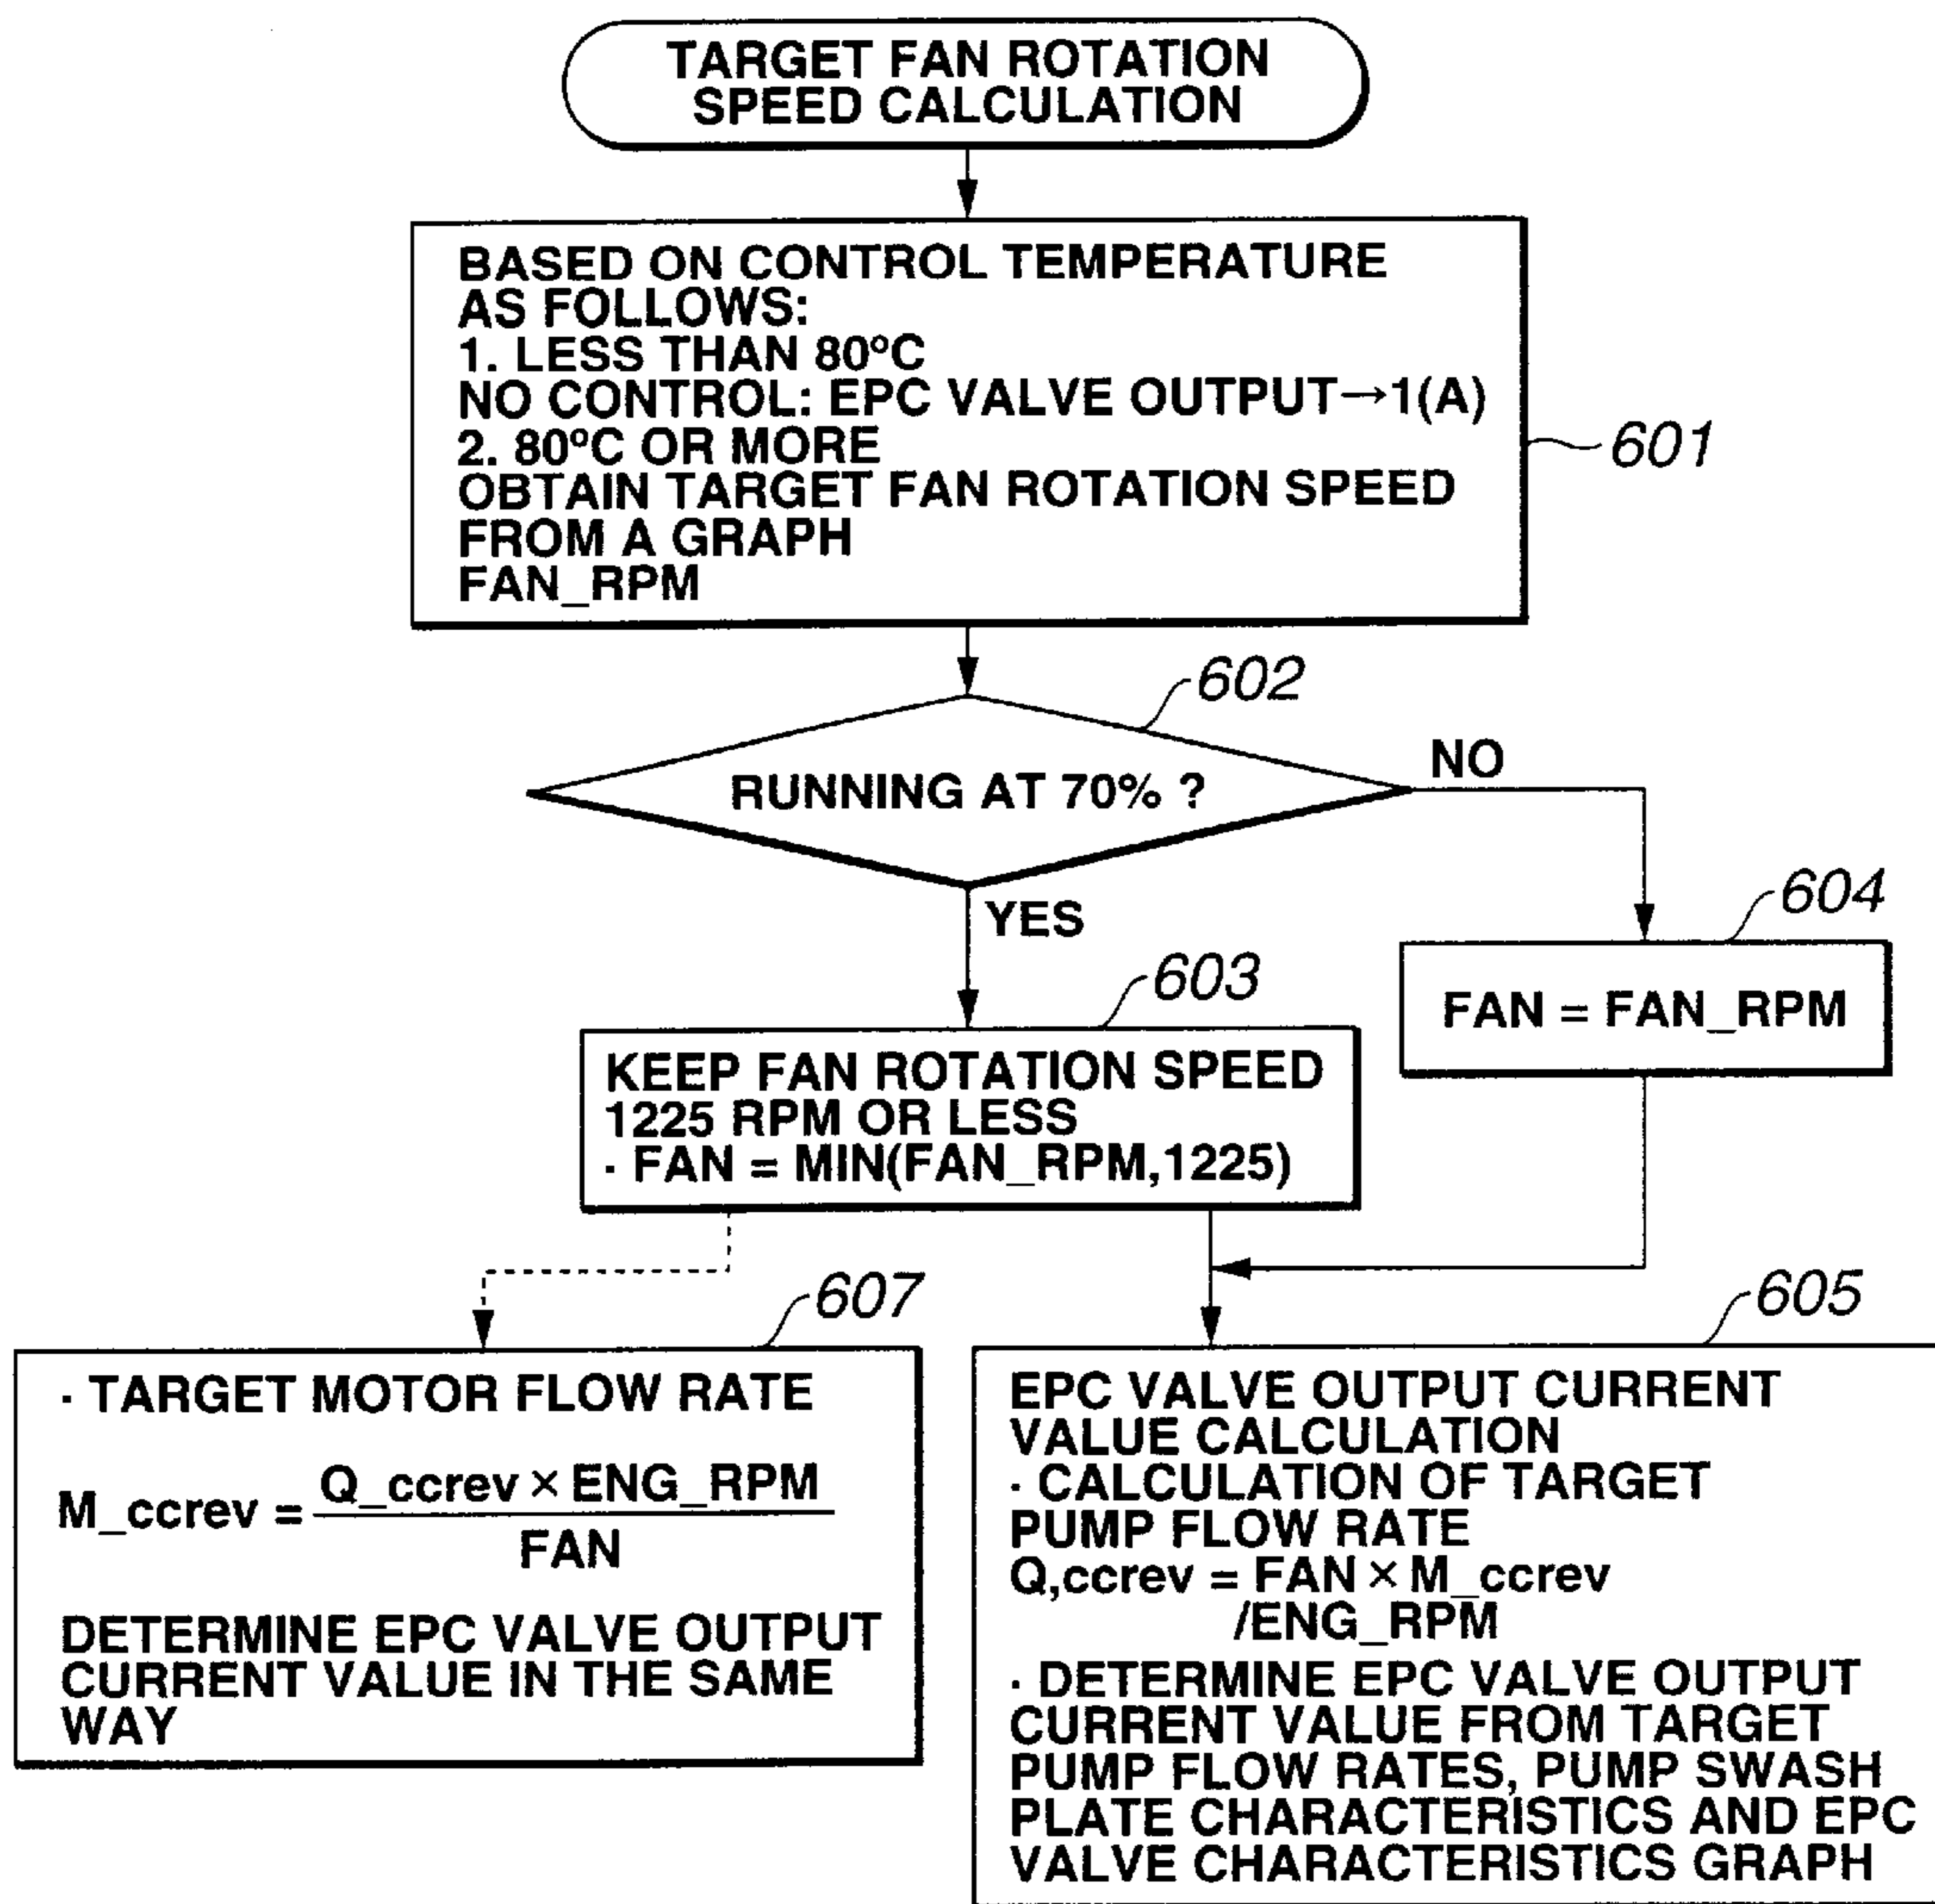 TARGET FAN ROTATION
SPEED CALCULATION
BASED ON CONTROL TEMPERATURE
AS FOLLOWS:
1. LESS THAN 80°C
NO CONTROL: EPC VALVE OUTPUT→1(A)
2. 80°C OR MORE
OBTAIN TARGET FAN ROTATION SPEED
FROM A GRAPH
FAN_RPM
601
602
RUNNING AT 70% ?
NO
YES
604
FAN = FAN_RPM
603
KEEP FAN ROTATION SPEED
1225 RPM OR LESS
· FAN = MIN(FAN_RPM,1225)
607
· TARGET MOTOR FLOW RATE
M_ccrev = Q_ccrev × ENG_RPM
FAN
DETERMINE EPC VALVE OUTPUT
CURRENT VALUE IN THE SAME
WAY
605
EPC VALVE OUTPUT CURRENT
VALUE CALCULATION
· CALCULATION OF TARGET
PUMP FLOW RATE
Q,ccrev = FAN × M_ccrev
/ENG_RPM
· DETERMINE EPC VALVE OUTPUT
CURRENT VALUE FROM TARGET
PUMP FLOW RATES, PUMP SWASH
PLATE CHARACTERISTICS AND EPC
VALVE CHARACTERISTICS GRAPH